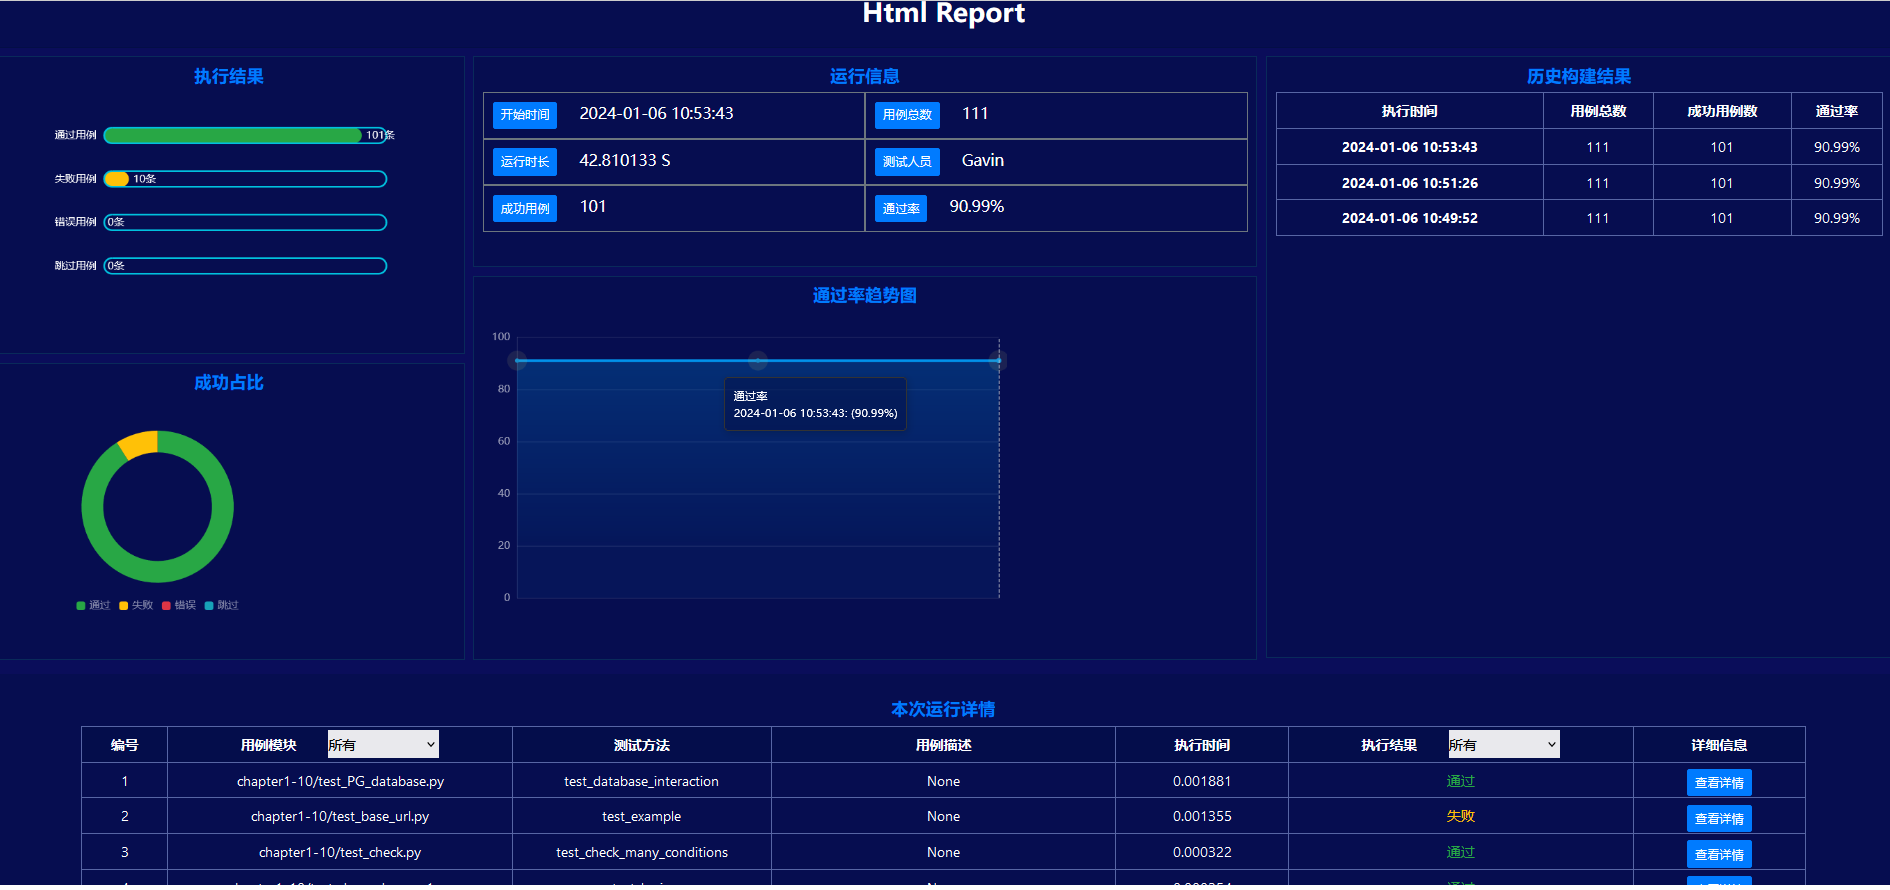 Html Report
执行结果
通过用例 101条
失败用例 10条
错误用例 0条
跳过用例 0条
成功占比
通过 失败 错误 跳过
运行信息
开始时间 2024-01-06 10:53:43 用例总数 111
运行时长 42.810133 S 测试人员 Gavin
成功用例 101 通过率 90.99%
通过率趋势图
100
80
60
40
20
0
通过率
2024-01-06 10:53:43: (90.99%)
历史构建结果
执行时间 用例总数 成功用例数 通过率
2024-01-06 10:53:43 111 101 90.99%
2024-01-06 10:51:26 111 101 90.99%
2024-01-06 10:49:52 111 101 90.99%
本次运行详情
编号 用例模块 所有 测试方法 用例描述 执行时间 执行结果 所有 详细信息
1 chapter1-10/test_PG_database.py test_database_interaction None 0.001881 通过 查看详情
2 chapter1-10/test_base_url.py test_example None 0.001355 失败 查看详情
3 chapter1-10/test_check.py test_check_many_conditions None 0.000322 通过 查看详情